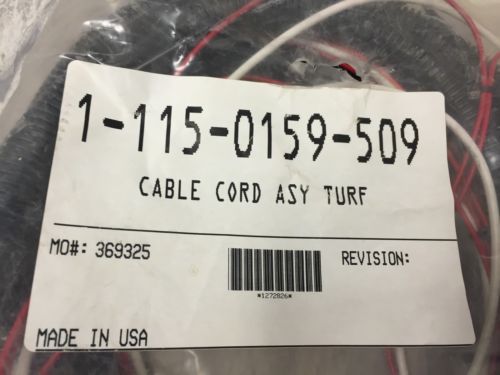 1-115-0159-509
CABLE CORD ASY TURF
MO#: 369325
REVISION:
*1272826*
MADE IN USA